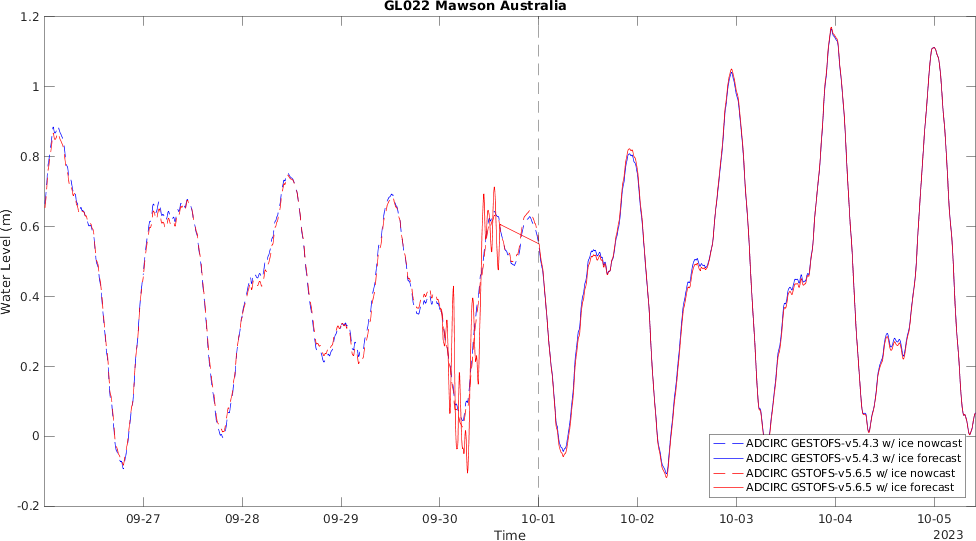 GL022 Mawson Australia
Water Level (m)
1.2
1
0.8
0.6
0.4
0.2
0
-0.2
09-27
09-28
09-29
09-30
10-01
10-02
10-03
10-04
10-05
Time
2023
ADCIRC GESTOFS-v5.4.3 w/ ice nowcast
ADCIRC GESTOFS-v5.4.3 w/ ice forecast
ADCIRC GSTOFS-v5.6.5 w/ ice nowcast
ADCIRC GSTOFS-v5.6.5 w/ ice forecast